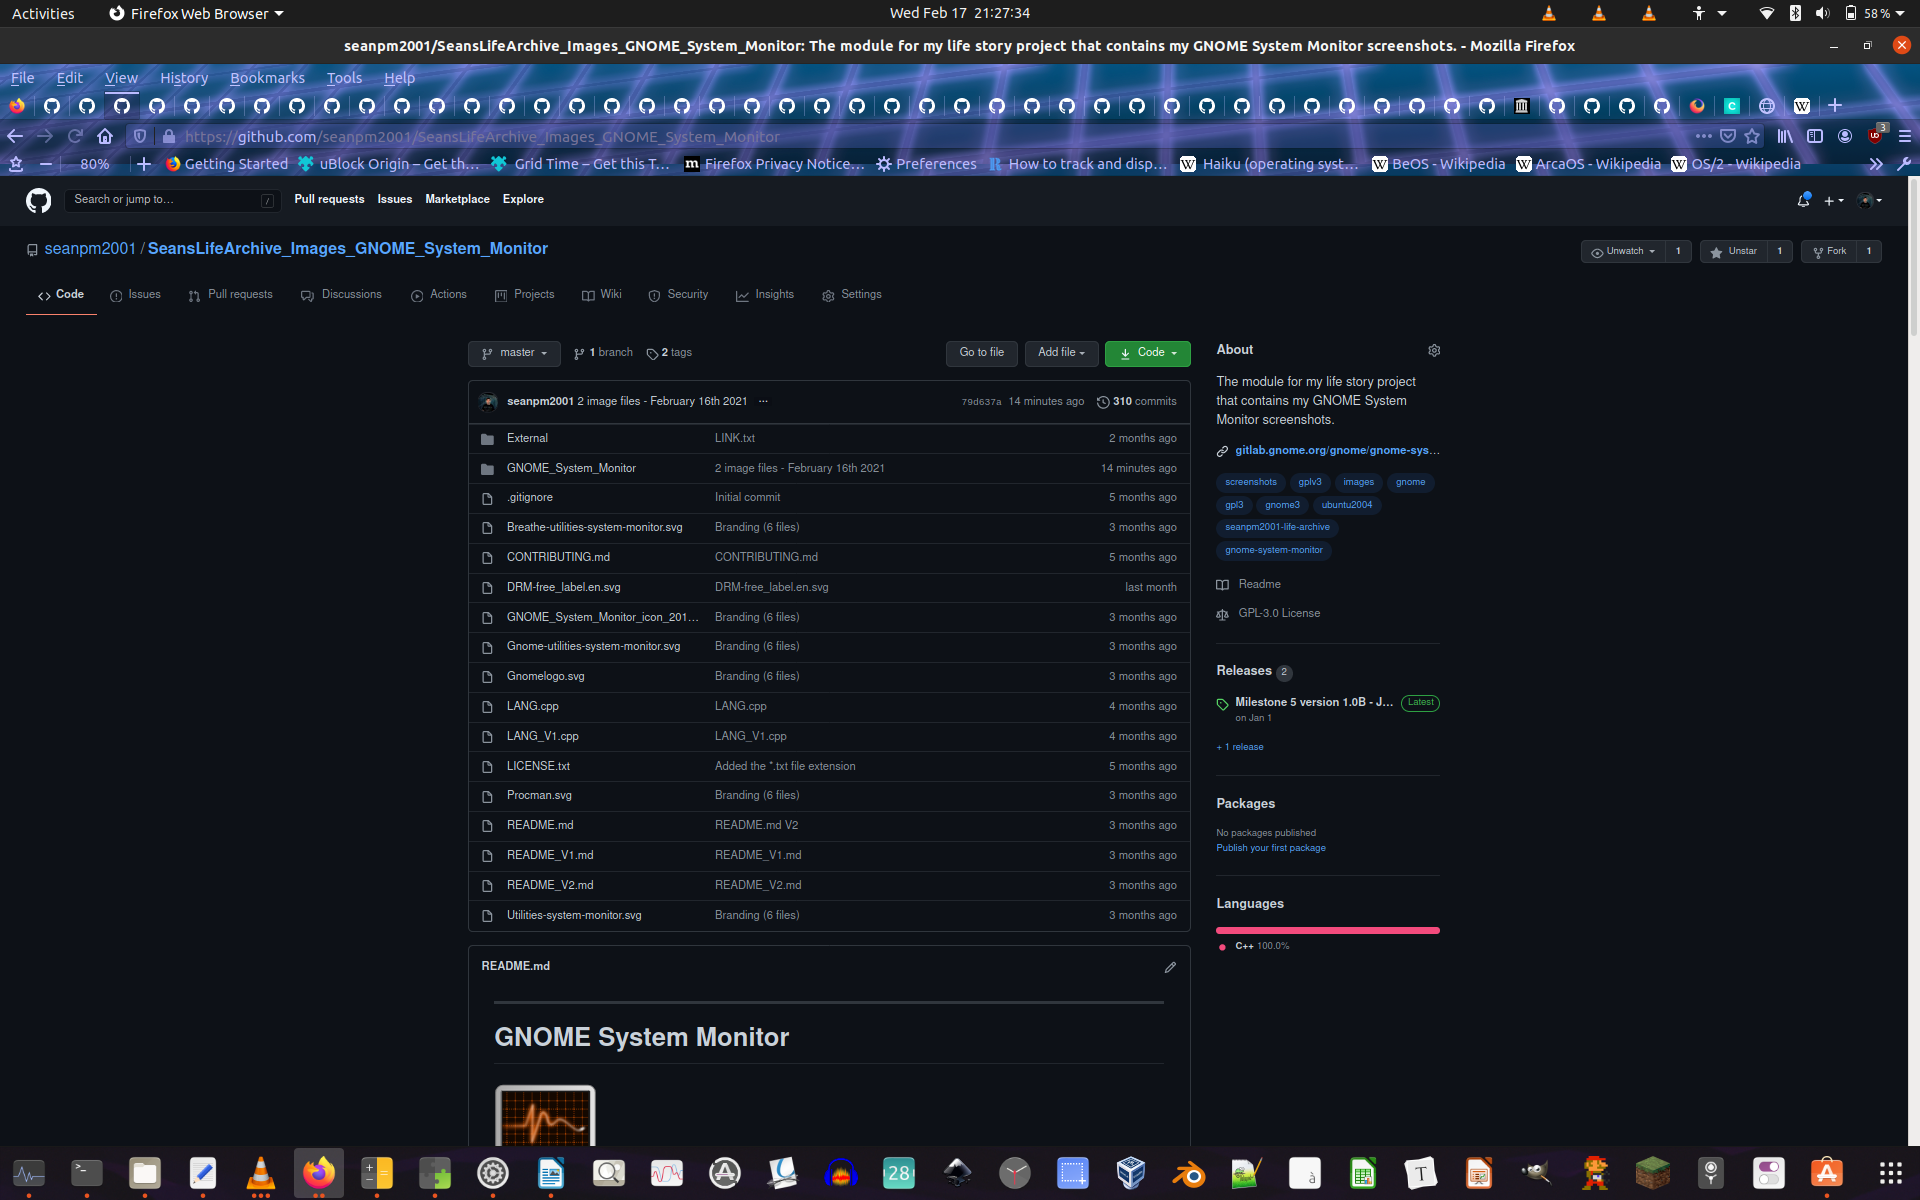 Activities Firefox Web Browser Wed Feb 17 21:27:34 58 %
seanpm2001/SeansLifeArchive_Images_GNOME_System_Monitor: The module for my life story project that contains my GNOME System Monitor screenshots. - Mozilla Firefox
File Edit View History Bookmarks Tools Help
https://github.com/seanpm2001/SeansLifeArchive_Images_GNOME_System_Monitor 3
80% Getting Started uBlock Origin – Get th… Grid Time – Get this T… Firefox Privacy Notice… Preferences How to track and disp… Haiku (operating syst… BeOS - Wikipedia ArcaOS - Wikipedia OS/2 - Wikipedia
Search or jump to… / Pull requests Issues Marketplace Explore
seanpm2001 / SeansLifeArchive_Images_GNOME_System_Monitor Unwatch 1 Unstar 1 Fork 1
Code Issues Pull requests Discussions Actions Projects Wiki Security Insights Settings
master 1 branch 2 tags Go to file Add file Code
seanpm2001 2 image files - February 16th 2021 ... 79d637a 14 minutes ago 310 commits
External LINK.txt 2 months ago
GNOME_System_Monitor 2 image files - February 16th 2021 14 minutes ago
.gitignore Initial commit 5 months ago
Breathe-utilities-system-monitor.svg Branding (6 files) 3 months ago
CONTRIBUTING.md CONTRIBUTING.md 5 months ago
DRM-free_label.en.svg DRM-free_label.en.svg last month
GNOME_System_Monitor_icon_201… Branding (6 files) 3 months ago
Gnome-utilities-system-monitor.svg Branding (6 files) 3 months ago
Gnomelogo.svg Branding (6 files) 3 months ago
LANG.cpp LANG.cpp 4 months ago
LANG_V1.cpp LANG_V1.cpp 4 months ago
LICENSE.txt Added the *.txt file extension 5 months ago
Procman.svg Branding (6 files) 3 months ago
README.md README.md V2 3 months ago
README_V1.md README_V1.md 3 months ago
README_V2.md README_V2.md 3 months ago
Utilities-system-monitor.svg Branding (6 files) 3 months ago
README.md
GNOME System Monitor
About
The module for my life story project
that contains my GNOME System
Monitor screenshots.
gitlab.gnome.org/gnome/gnome-sys…
screenshots gplv3 images gnome
gpl3 gnome3 ubuntu2004
seanpm2001-life-archive
gnome-system-monitor
Readme
GPL-3.0 License
Releases 2
Milestone 5 version 1.0B - J… Latest
on Jan 1
+ 1 release
Packages
No packages published
Publish your first package
Languages
C++ 100.0%
28